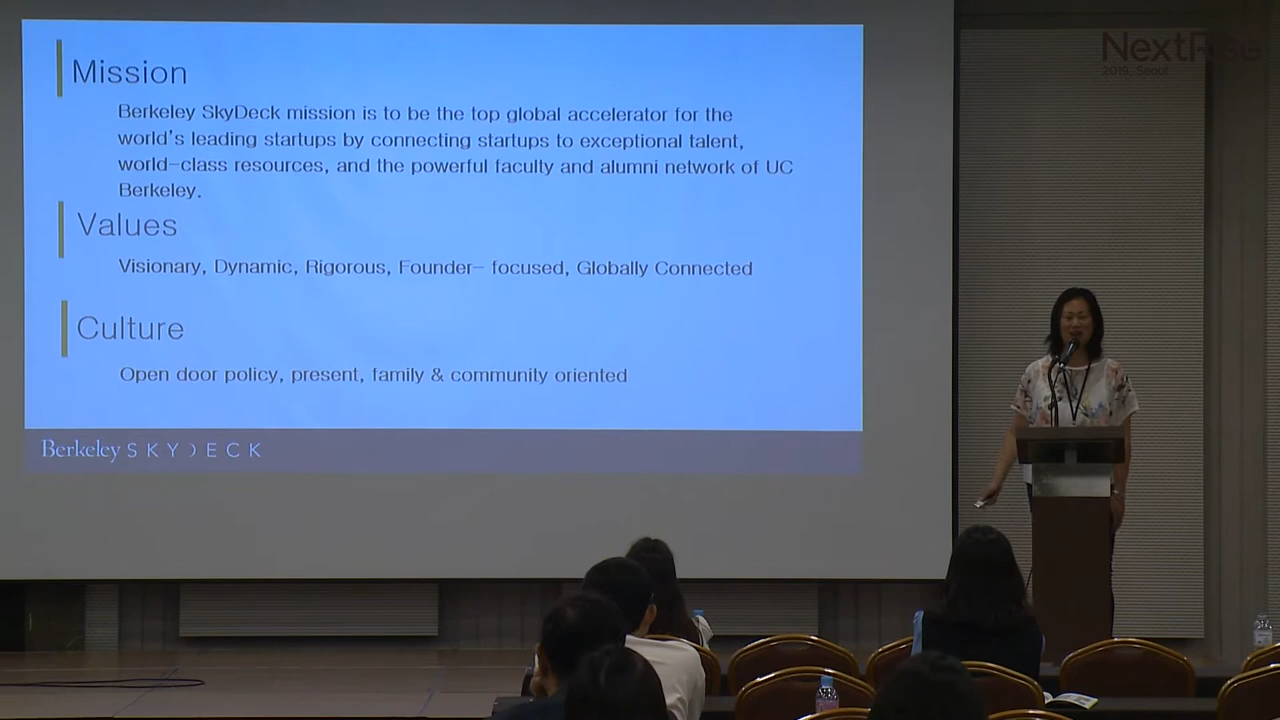 NextRise
2019, Seoul
Mission
Berkeley SkyDeck mission is to be the top global accelerator for the
world's leading startups by connecting startups to exceptional talent,
world-class resources, and the powerful faculty and alumni network of UC
Berkeley.
Values
Visionary, Dynamic, Rigorous, Founder- focused, Globally Connected
Culture
Open door policy, present, family & community oriented
Berkeley SKYDECK